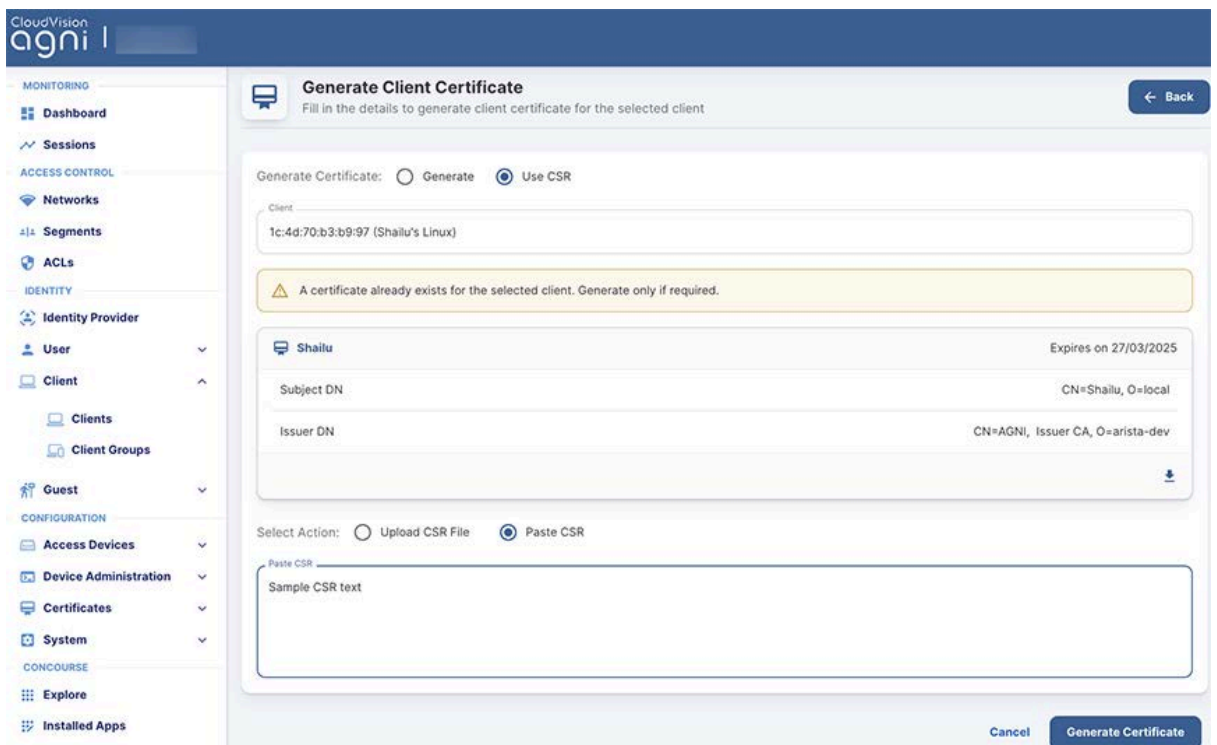 CloudVision
agni |
MONITORING
Dashboard
Sessions
ACCESS CONTROL
Networks
Segments
ACLs
IDENTITY
Identity Provider
User
Client
Clients
Client Groups
Guest
CONFIGURATION
Access Devices
Device Administration
Certificates
System
CONCOURSE
Explore
Installed Apps
Generate Client Certificate
Fill in the details to generate client certificate for the selected client
← Back
Generate Certificate: Generate Use CSR
Client
1c:4d:70:b3:b9:97 (Shailu's Linux)
A certificate already exists for the selected client. Generate only if required.
Shailu Expires on 27/03/2025
Subject DN CN=Shailu, O=local
Issuer DN CN=AGNI, Issuer CA, O=arista-dev
Select Action: Upload CSR File Paste CSR
Paste CSR
Sample CSR text
Cancel Generate Certificate